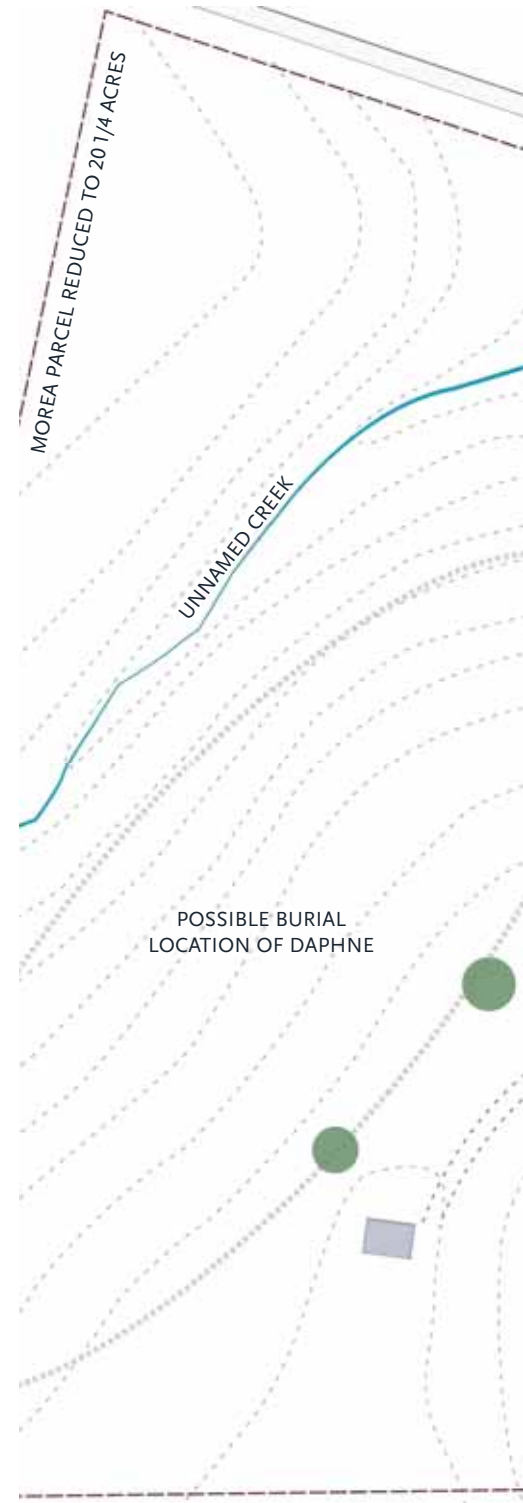 MOREA PARCEL REDUCED TO 20 1/4 ACRES
UNNAMED CREEK
POSSIBLE BURIAL
LOCATION OF DAPHNE